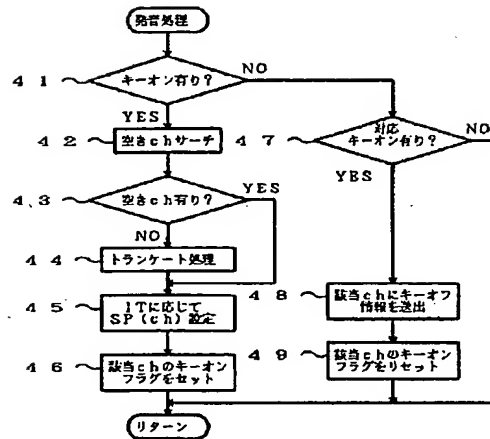 発音処理
41
キーオン有り?
NO
YES
42
空きchサーチ
47
対応
キーオン有り?
NO
43
空きch有り?
YES
YES
NO
44
トランケート処理
45
ITに応じて
SP(ch)設定
48
該当chにキーオフ
情報を送出
46
該当chのキーオン
フラグをセット
49
該当chのキーオン
フラグをリセット
リターン